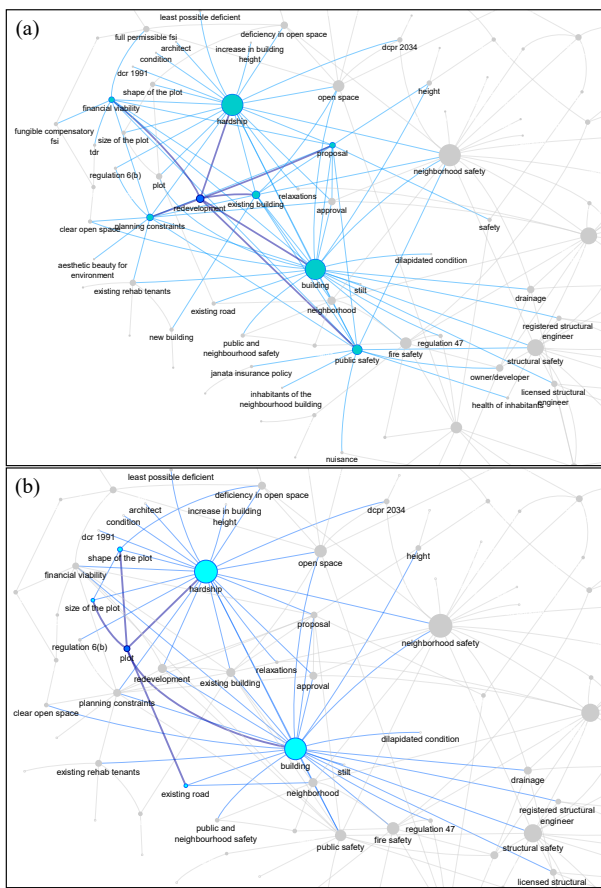 (a)
least possible deficient
full permissible fsi
deficiency in open space
architect
condition
increase in building
height
dcpr 2034
dcr 1991
shape of the plot
open space
height
financial viability
hardship
fungible compensatory
fsi
size of the plot
tdr
proposal
neighborhood safety
regulation 6(b)
plot
relaxations
existing building
redevelopment
approval
clear open space
planning constraints
safety
aesthetic beauty for
environment
dilapidated condition
existing rehab tenants
building
stilt
drainage
existing road
neighborhood
registered structural
engineer
new building
public and
neighbourhood safety
regulation 47
public safety
fire safety
structural safety
janata insurance policy
owner/developer
inhabitants of the
neighbourhood building
licensed structural
engineer
health of inhabitants
nuisance
(b)
least possible deficient
deficiency in open space
architect
condition
increase in building
height
dcpr 2034
dcr 1991
shape of the plot
open space
height
financial viability
hardship
size of the plot
proposal
neighborhood safety
regulation 6(b)
plot
relaxations
redevelopment
existing building
approval
planning constraints
clear open space
dilapidated condition
building
existing rehab tenants
stilt
drainage
existing road
neighborhood
registered structural
engineer
public and
neighbourhood safety
regulation 47
public safety
fire safety
structural safety
licensed structural